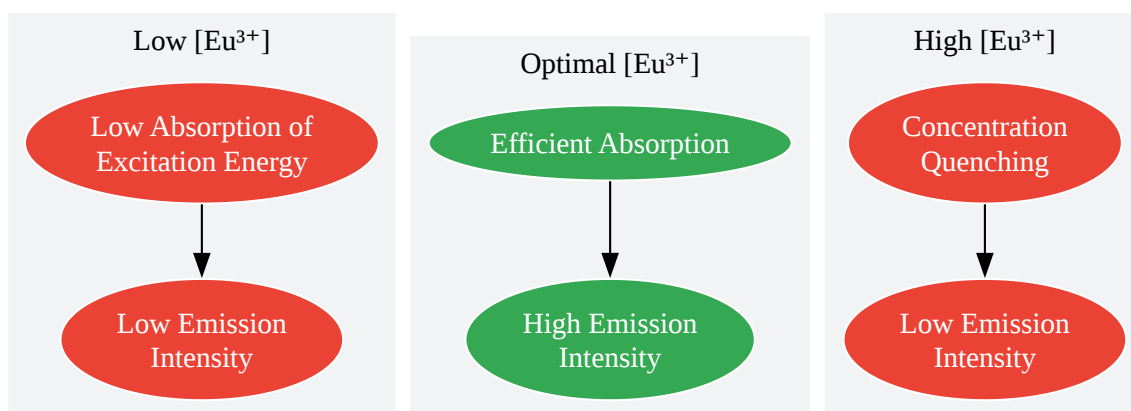 Low [Eu³⁺]
Low Absorption of
Excitation Energy
Low Emission
Intensity
Optimal [Eu³⁺]
Efficient Absorption
High Emission
Intensity
High [Eu³⁺]
Concentration
Quenching
Low Emission
Intensity